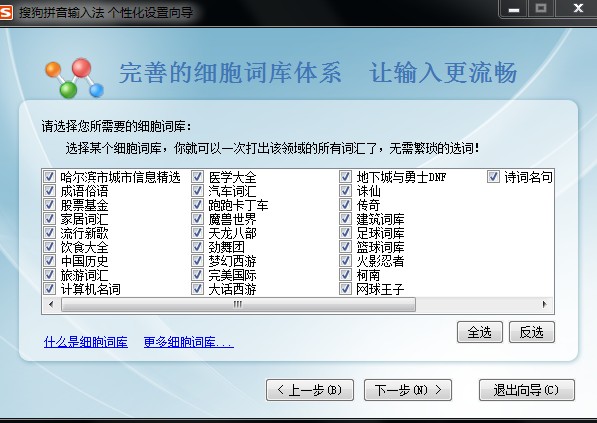 搜狗拼音输入法 个性化设置向导
完善的细胞词库体系 让输入更流畅
请选择您所需要的细胞词库：
选择某个细胞词库，你就可以一次打出该领域的所有词汇了，无需繁琐的选词！
哈尔滨市城市信息精选 医学大全 地下城与勇士DNF 诗词名句
成语俗语 汽车词汇 诛仙
股票基金 跑跑卡丁车 传奇
家居词汇 魔兽世界 建筑词库
流行新歌 天龙八部 足球词库
饮食大全 劲舞团 篮球词库
中国历史 梦幻西游 火影忍者
旅游词汇 完美国际 柯南
计算机名词 大话西游 网球王子
全选 反选
什么是细胞词库 更多细胞词库...
< 上一步(B) 下一步(N) > 退出向导(C)